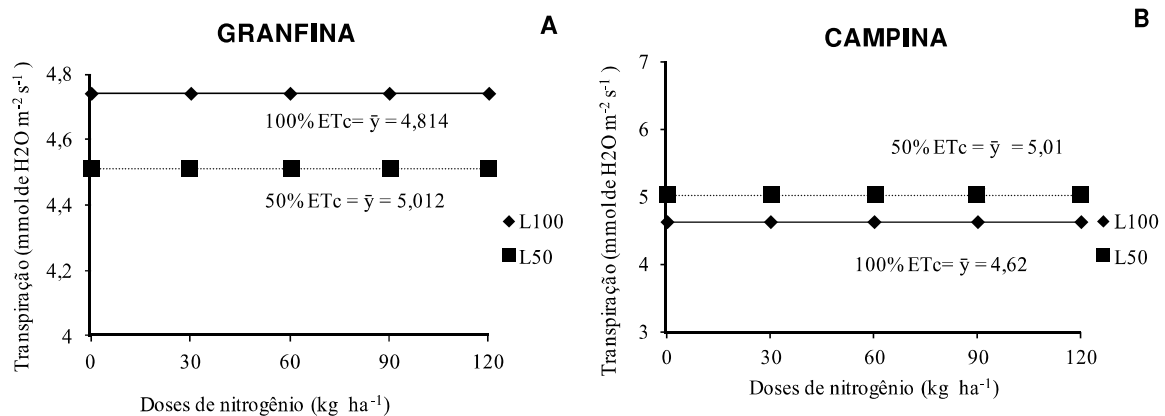 GRANFINA
A
Transpiração (mmol de H2O m⁻² s⁻¹)
4,8
4,6
4,4
4,2
4
100% ETc= ȳ = 4,814
50% ETc = ȳ = 5,012
L100
L50
0 30 60 90 120
Doses de nitrogênio (kg ha⁻¹)
CAMPINA
B
Transpiração (mmol de H2O m⁻² s⁻¹)
7
6
5
4
3
50% ETc = ȳ = 5,01
100% ETc= ȳ = 4,62
L100
L50
0 30 60 90 120
Doses de nitrogênio (kg ha⁻¹)